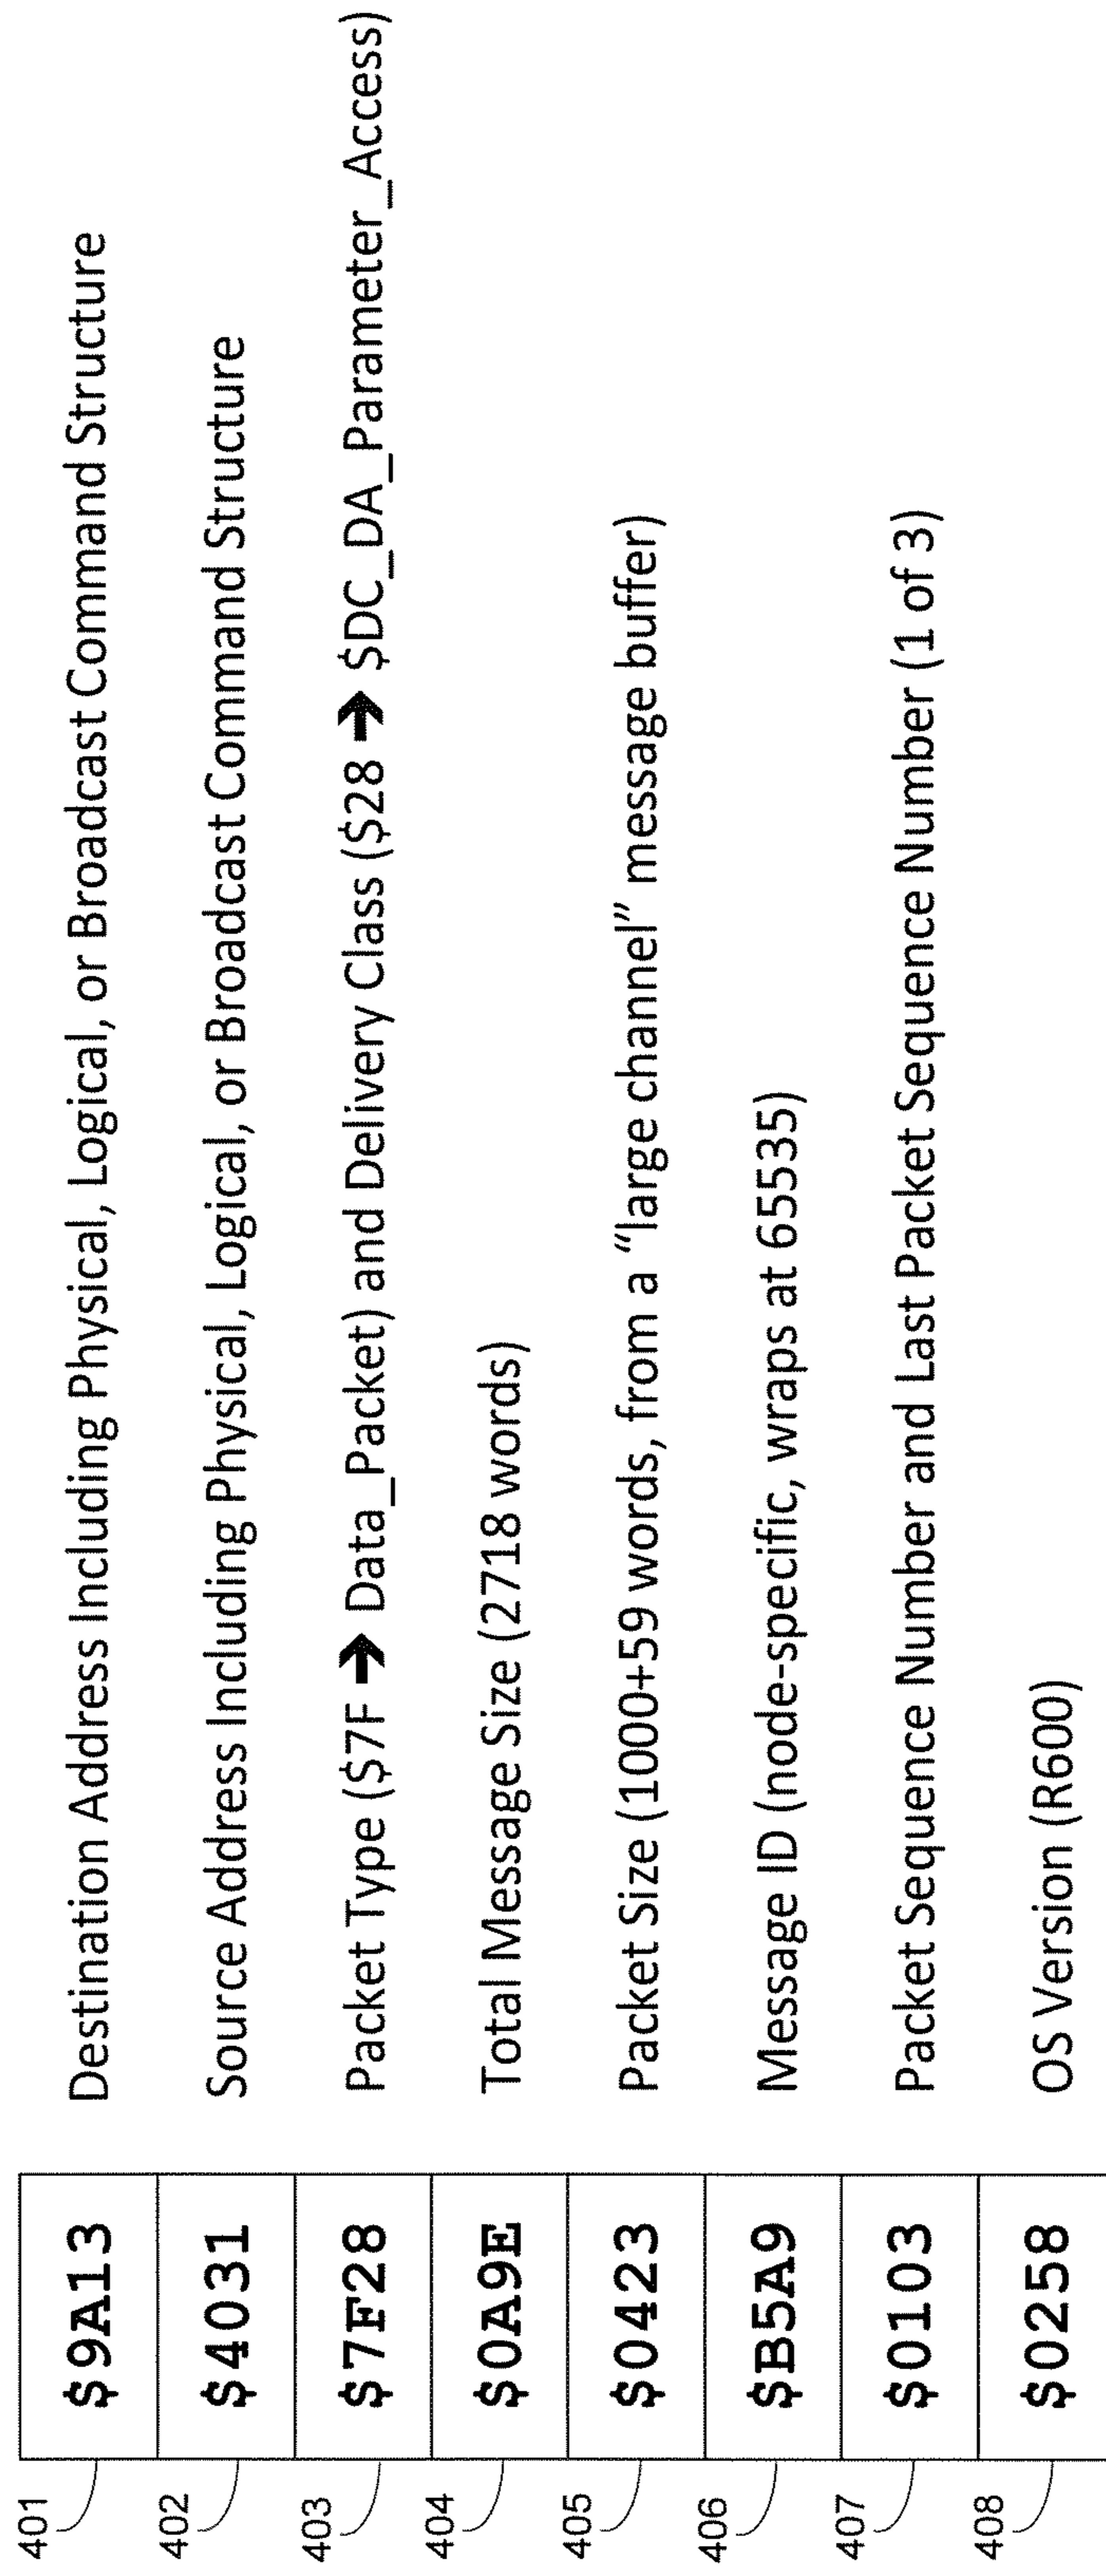 401 $9A13 Destination Address Including Physical, Logical, or Broadcast Command Structure
402 $4031 Source Address Including Physical, Logical, or Broadcast Command Structure
403 $7F28 Packet Type ($7F ➔ Data_Packet) and Delivery Class ($28 ➔ $DC_DA_Parameter_Access)
404 $0A9E Total Message Size (2718 words)
405 $0423 Packet Size (1000+59 words, from a “large channel” message buffer)
406 $B5A9 Message ID (node-specific, wraps at 65535)
407 $0103 Packet Sequence Number and Last Packet Sequence Number (1 of 3)
408 $0258 OS Version (R600)